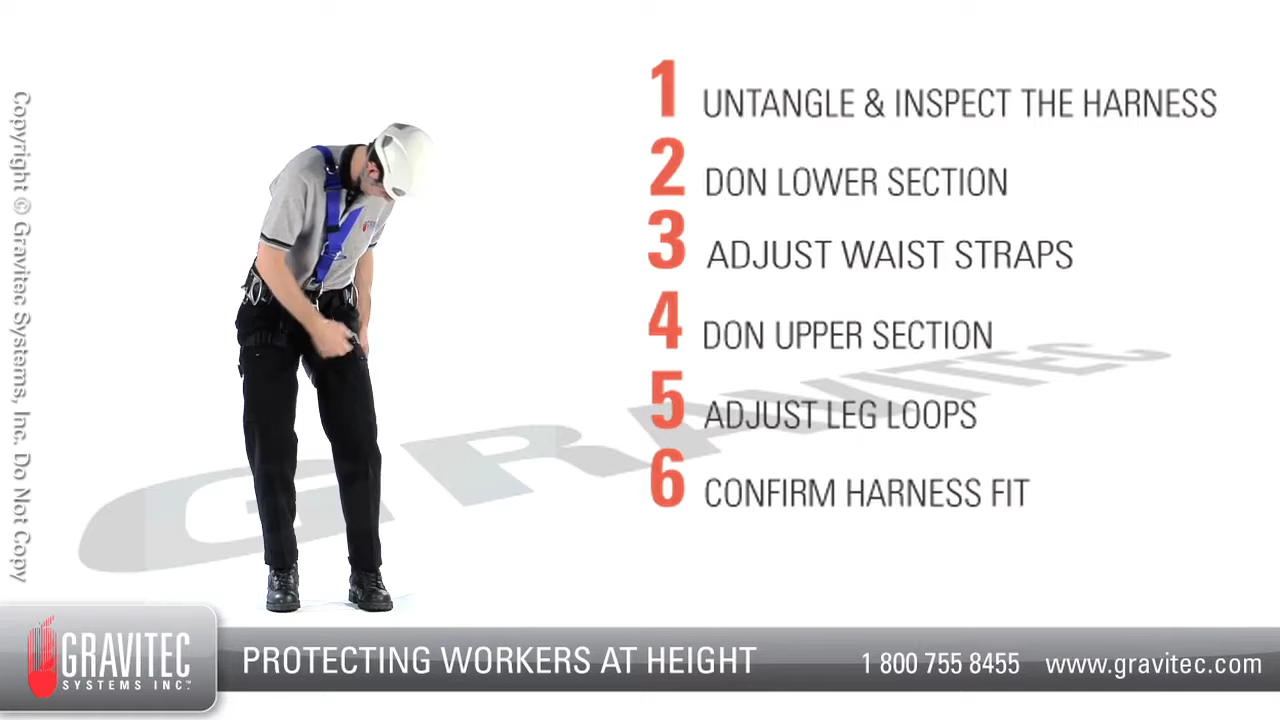 Copyright © Gravitec Systems, Inc. Do Not Copy
1 UNTANGLE & INSPECT THE HARNESS
2 DON LOWER SECTION
3 ADJUST WAIST STRAPS
4 DON UPPER SECTION
5 ADJUST LEG LOOPS
6 CONFIRM HARNESS FIT
GRAVITEC
GRAVITEC
SYSTEMS INC.™
PROTECTING WORKERS AT HEIGHT
1 800 755 8455 www.gravitec.com